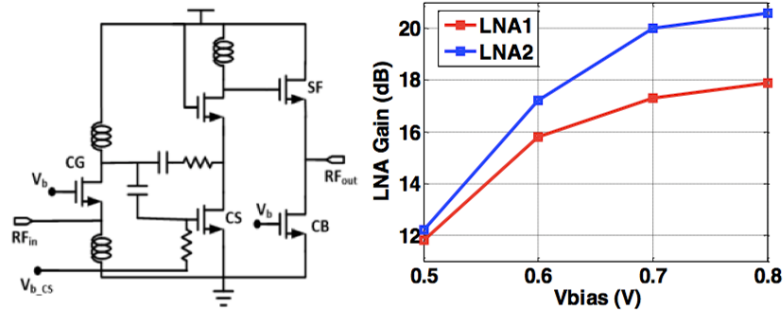 SF
CG
V_b
RF_out
CS
V_b
CB
RF_in
V_b_CS
LNA1
LNA2
LNA Gain (dB)
20
18
16
14
12
0.5 0.6 0.7 0.8
Vbias (V)